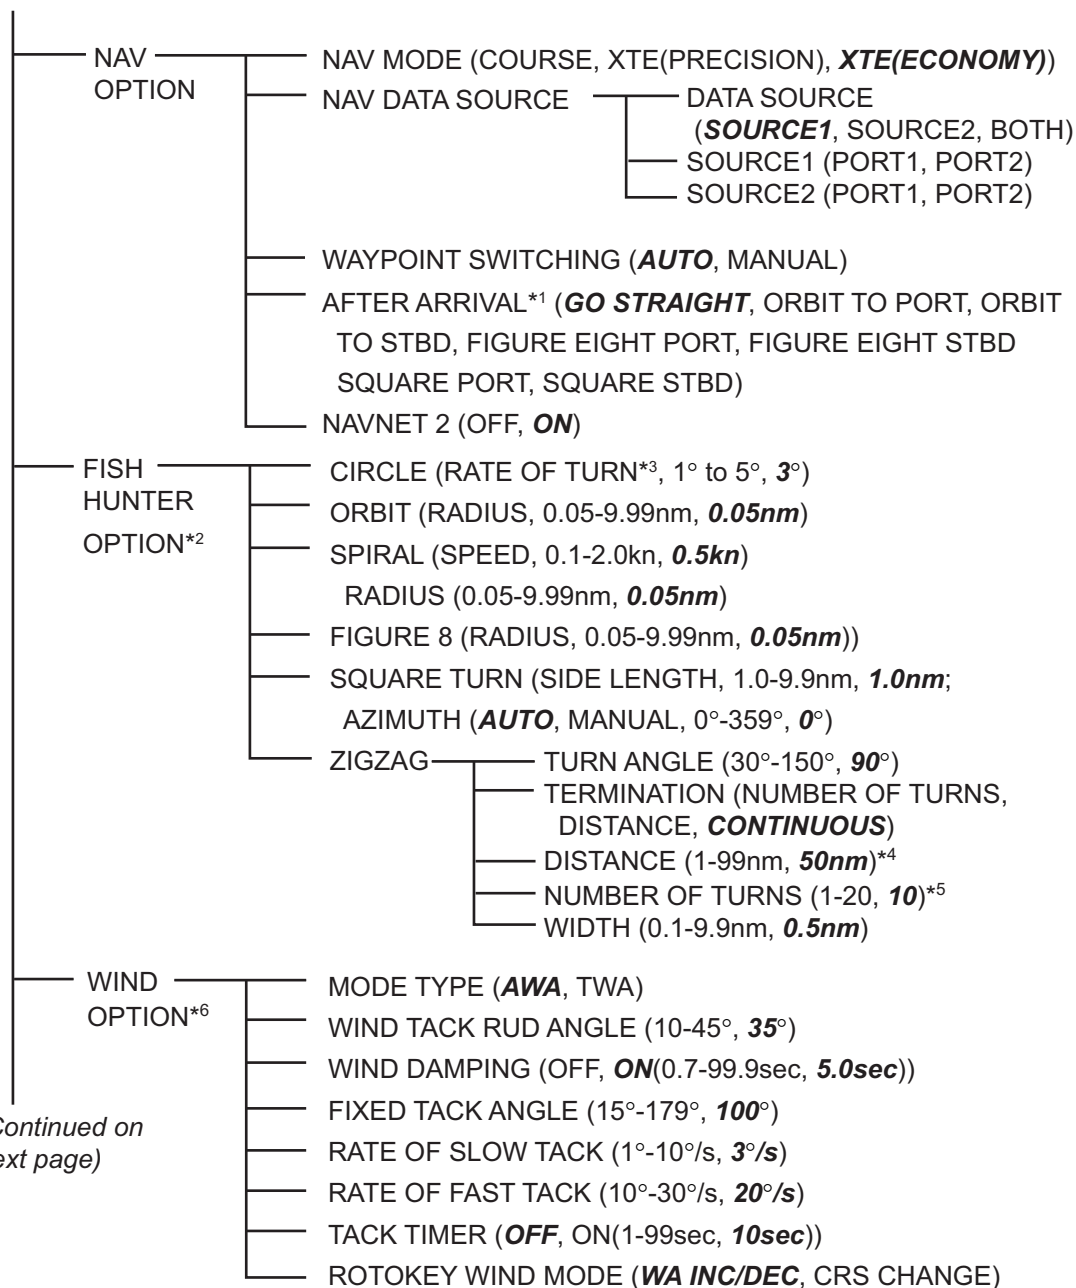 NAV OPTION
NAV MODE (COURSE, XTE(PRECISION), XTE(ECONOMY))
NAV DATA SOURCE
DATA SOURCE
(SOURCE1, SOURCE2, BOTH)
SOURCE1 (PORT1, PORT2)
SOURCE2 (PORT1, PORT2)
WAYPOINT SWITCHING (AUTO, MANUAL)
AFTER ARRIVAL*1 (GO STRAIGHT, ORBIT TO PORT, ORBIT
TO STBD, FIGURE EIGHT PORT, FIGURE EIGHT STBD
SQUARE PORT, SQUARE STBD)
NAVNET 2 (OFF, ON)
FISH
HUNTER
OPTION*2
CIRCLE (RATE OF TURN*3, 1° to 5°, 3°)
ORBIT (RADIUS, 0.05-9.99nm, 0.05nm)
SPIRAL (SPEED, 0.1-2.0kn, 0.5kn)
RADIUS (0.05-9.99nm, 0.05nm)
FIGURE 8 (RADIUS, 0.05-9.99nm, 0.05nm))
SQUARE TURN (SIDE LENGTH, 1.0-9.9nm, 1.0nm;
AZIMUTH (AUTO, MANUAL, 0°-359°, 0°)
ZIGZAG
TURN ANGLE (30°-150°, 90°)
TERMINATION (NUMBER OF TURNS,
DISTANCE, CONTINUOUS)
DISTANCE (1-99nm, 50nm)*4
NUMBER OF TURNS (1-20, 10)*5
WIDTH (0.1-9.9nm, 0.5nm)
WIND
OPTION*6
MODE TYPE (AWA, TWA)
WIND TACK RUD ANGLE (10-45°, 35°)
WIND DAMPING (OFF, ON(0.7-99.9sec, 5.0sec))
FIXED TACK ANGLE (15°-179°, 100°)
RATE OF SLOW TACK (1°-10°/s, 3°/s)
RATE OF FAST TACK (10°-30°/s, 20°/s)
TACK TIMER (OFF, ON(1-99sec, 10sec))
ROTOKEY WIND MODE (WA INC/DEC, CRS CHANGE)
Continued on
ext page)